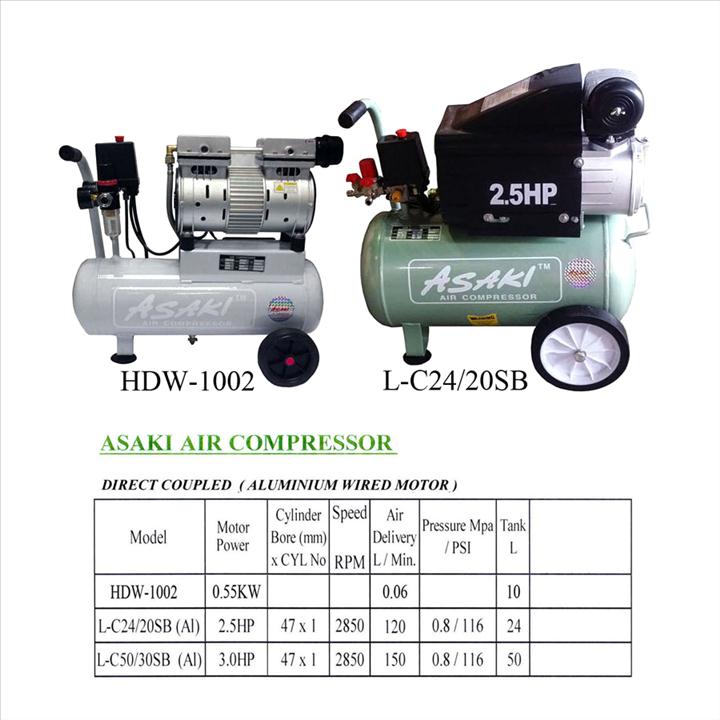 2.5HP
ASAKI™
AIR COMPRESSOR
ASAKI™
AIR COMPRESSOR
ASAKI
WARNING
HDW-1002
L-C24/20SB
ASAKI AIR COMPRESSOR
DIRECT COUPLED ( ALUMINIUM WIRED MOTOR )
Model Motor Power Cylinder Bore (mm) x CYL No Speed RPM Air Delivery L / Min. Pressure Mpa / PSI Tank L
HDW-1002 0.55KW 0.06 10
L-C24/20SB (Al) 2.5HP 47 x 1 2850 120 0.8 / 116 24
L-C50/30SB (Al) 3.0HP 47 x 1 2850 150 0.8 / 116 50